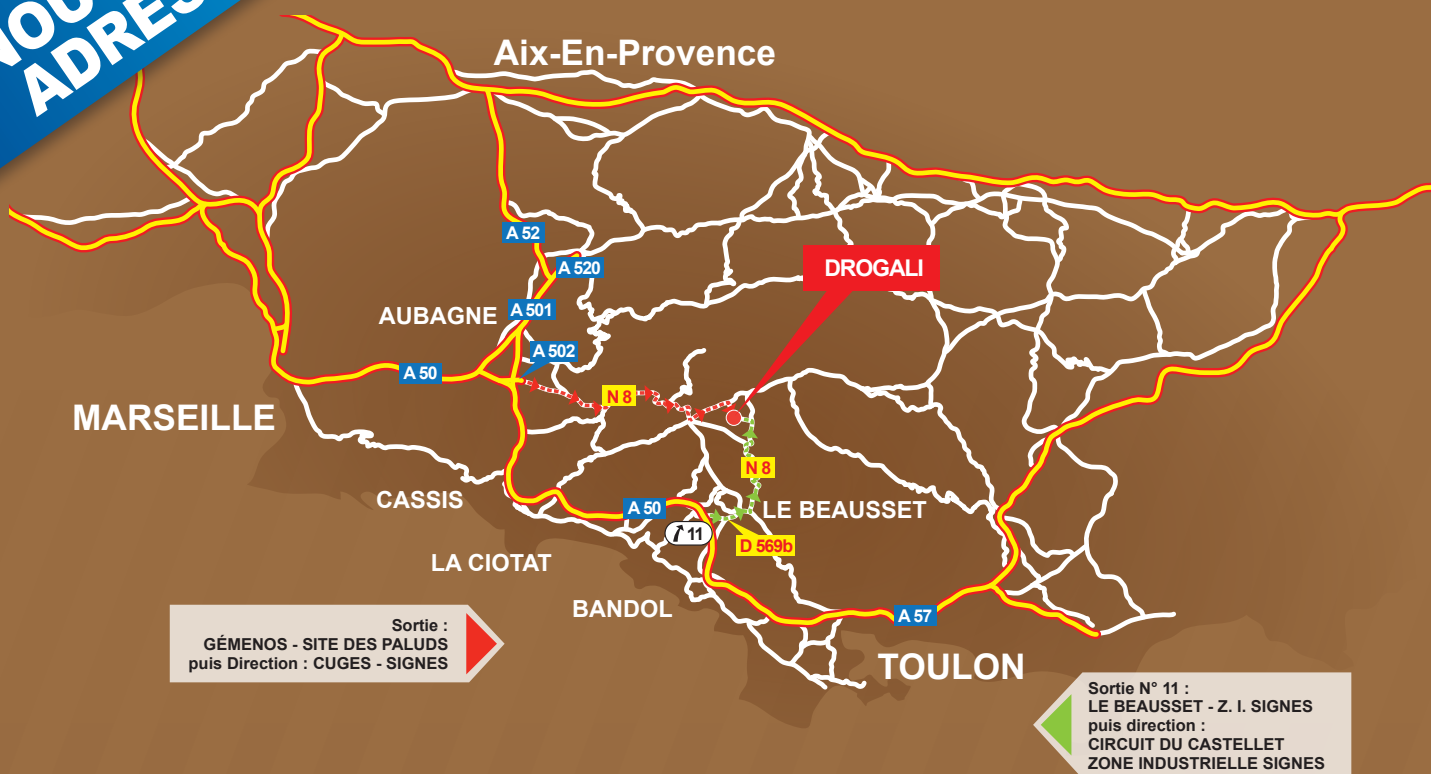 Aix-En-Provence
A 52
A 520
DROGALI
AUBAGNE
A 501
A 502
A 50
N 8
MARSEILLE
N 8
CASSIS
A 50
LE BEAUSSET
11
D 569b
LA CIOTAT
BANDOL
A 57
Sortie :
GÉMENOS - SITE DES PALUDS
puis Direction : CUGES - SIGNES
TOULON
Sortie N° 11 :
LE BEAUSSET - Z. I. SIGNES
puis direction :
CIRCUIT DU CASTELLET
ZONE INDUSTRIELLE SIGNES